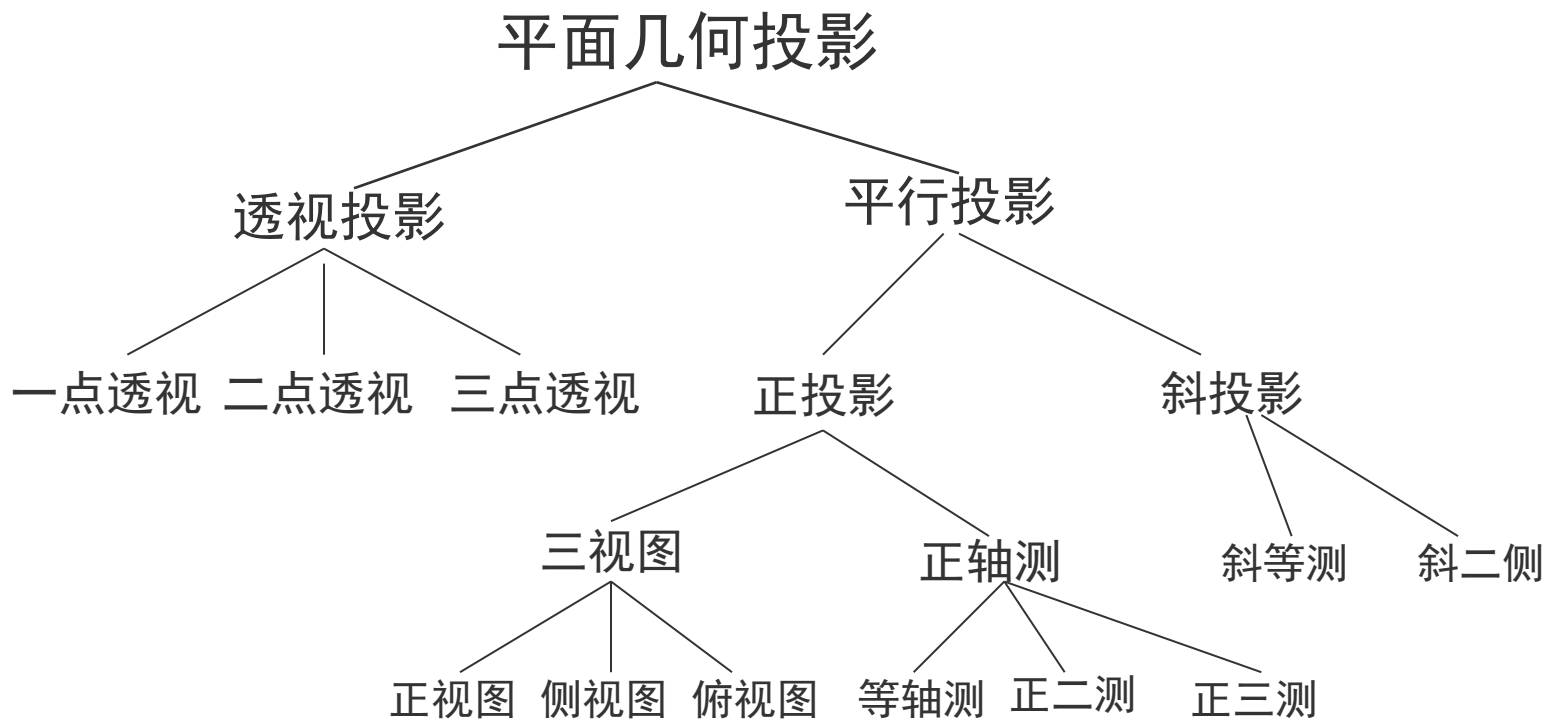 平面几何投影
透视投影
平行投影
一点透视
二点透视
三点透视
正投影
斜投影
三视图
正轴测
斜等测
斜二侧
正视图
侧视图
俯视图
等轴测
正二测
正三测